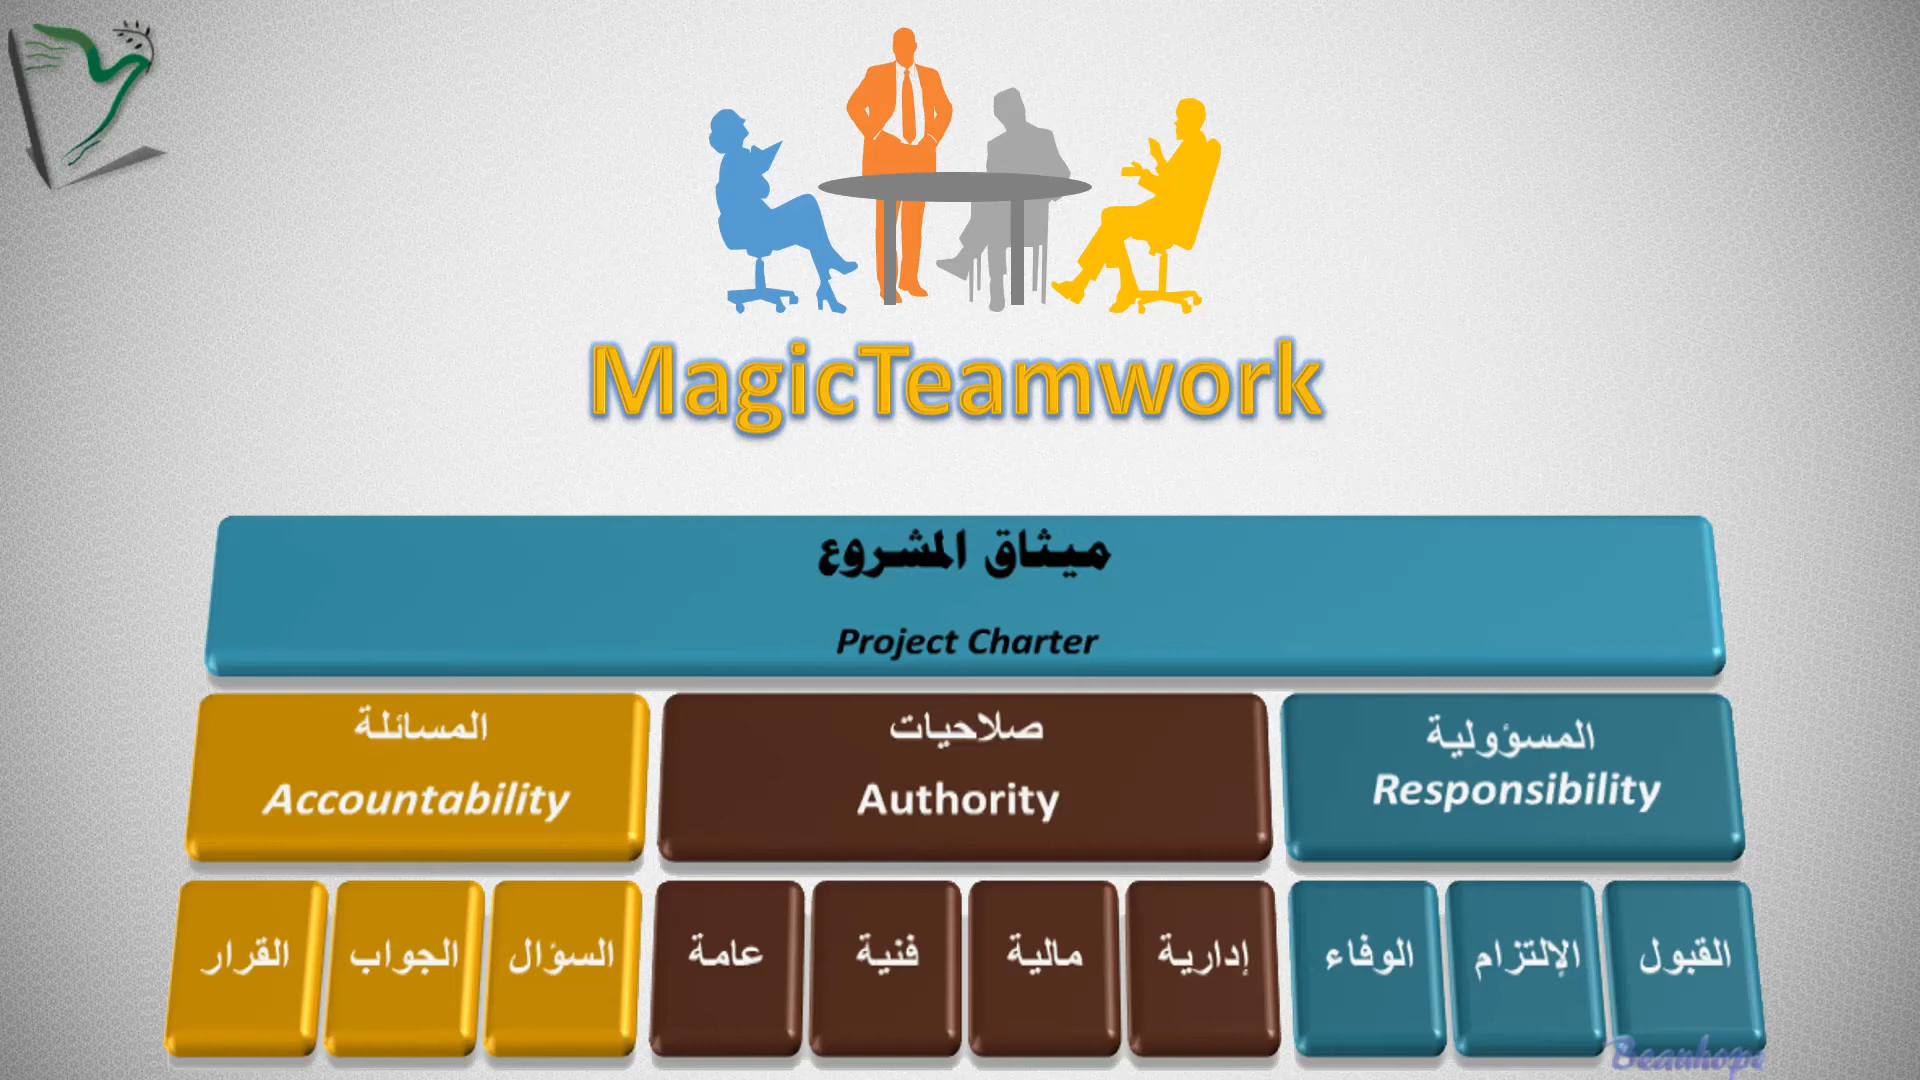 MagicTeamwork
ميثاق المشروع
Project Charter
المسؤولية
Responsibility
صلاحيات
Authority
المسائلة
Accountability
القبول
الإلتزام
الوفاء
إدارية
مالية
فنية
عامة
السؤال
الجواب
القرار
Beauhope